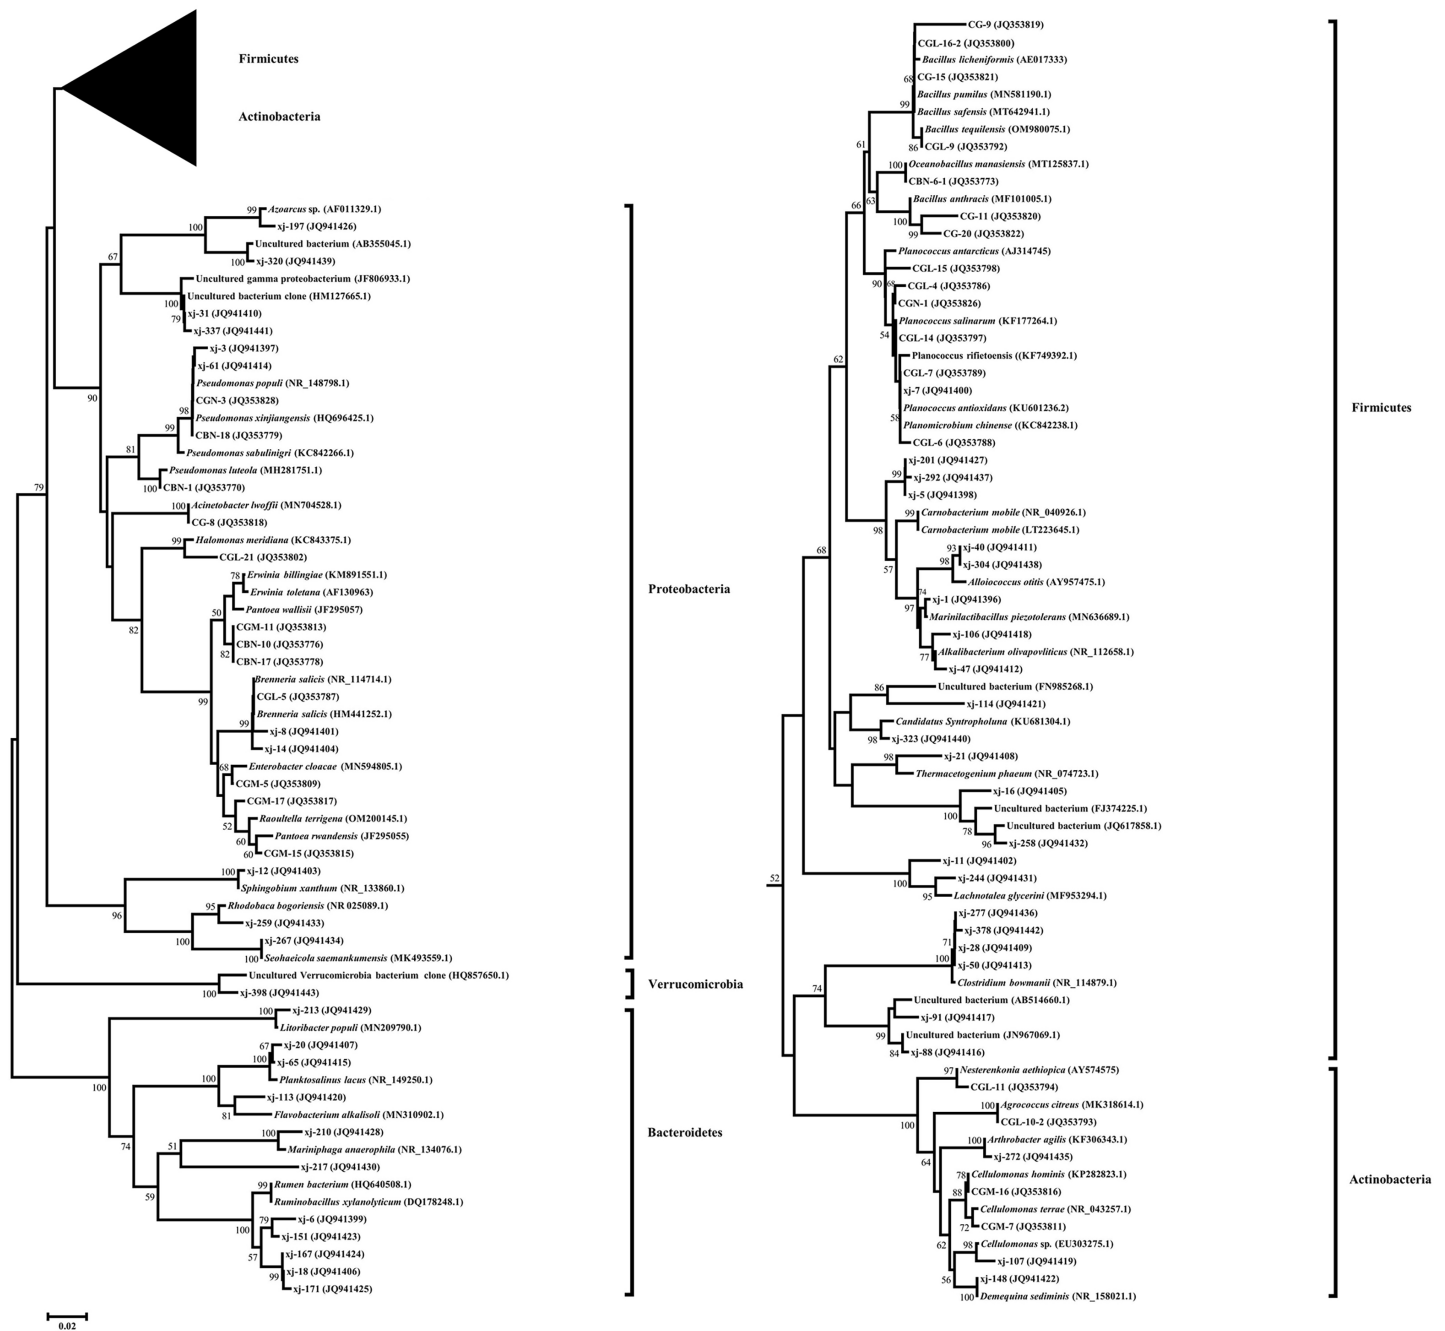 Firmicutes
Actinobacteria
99 Azoarcus sp. (AF011329.1)
xj-197 (JQ941426)
100
Uncultured bacterium (AB355045.1)
100 xj-320 (JQ941439)
67
Uncultured gamma proteobacterium (JF806933.1)
Uncultured bacterium clone (HM127665.1)
100
xj-31 (JQ941410)
79
xj-337 (JQ941441)
xj-3 (JQ941397)
xj-61 (JQ941414)
Pseudomonas populi (NR_148798.1)
90
CGN-3 (JQ353828)
98
Pseudomonas xinjiangensis (HQ696425.1)
99
CBN-18 (JQ353779)
81
Pseudomonas sabulinigri (KC842266.1)
Pseudomonas luteola (MH281751.1)
100 CBN-1 (JQ353770)
79
100 Acinetobacter lwoffii (MN704528.1)
CG-8 (JQ353818)
99 Halomonas meridiana (KC843375.1)
CGL-21 (JQ353802)
78 Erwinia billingiae (KM891551.1)
Erwinia toletana (AF130963)
50
Pantoea wallisii (JF295057)
82
CGM-11 (JQ353813)
CBN-10 (JQ353776)
82
CBN-17 (JQ353778)
Brenneria salicis (NR_114714.1)
99
CGL-5 (JQ353787)
Brenneria salicis (HM441252.1)
99
xj-8 (JQ941401)
xj-14 (JQ941404)
68
Enterobacter cloacae (MN594805.1)
CGM-5 (JQ353809)
CGM-17 (JQ353817)
52
Raoultella terrigena (OM200145.1)
60
Pantoea rwandensis (JF295055)
60 CGM-15 (JQ353815)
100 xj-12 (JQ941403)
Sphingobium xanthum (NR_133860.1)
96
95 Rhodobaca bogoriensis (NR 025089.1)
xj-259 (JQ941433)
100
xj-267 (JQ941434)
100 Seohaeicola saemankumensis (MK493559.1)
Proteobacteria
Uncultured Verrucomicrobia bacterium clone (HQ857650.1)
100 xj-398 (JQ941443)
Verrucomicrobia
100 xj-213 (JQ941429)
Litoribacter populi (MN209790.1)
67 xj-20 (JQ941407)
100
xj-65 (JQ941415)
100
100
Planktosalinus lacus (NR_149250.1)
xj-113 (JQ941420)
81 Flavobacterium alkalisoli (MN310902.1)
74
100 xj-210 (JQ941428)
51
Mariniphaga anaerophila (NR_134076.1)
xj-217 (JQ941430)
59
99 Rumen bacterium (HQ640508.1)
Ruminobacillus xylanolyticum (DQ178248.1)
100
79 xj-6 (JQ941399)
xj-151 (JQ941423)
57
xj-167 (JQ941424)
99
xj-18 (JQ941406)
xj-171 (JQ941425)
Bacteroidetes
0.02
CG-9 (JQ353819)
CGL-16-2 (JQ353800)
Bacillus licheniformis (AE017333)
68 CG-15 (JQ353821)
Bacillus pumilus (MN581190.1)
99
Bacillus safensis (MT642941.1)
Bacillus tequilensis (OM980075.1)
86 CGL-9 (JQ353792)
61
100 Oceanobacillus manasiensis (MT125837.1)
CBN-6-1 (JQ353773)
63
Bacillus anthracis (MF101005.1)
66
100
CG-11 (JQ353820)
99 CG-20 (JQ353822)
Planococcus antarcticus (AJ314745)
CGL-15 (JQ353798)
90
68 CGL-4 (JQ353786)
CGN-1 (JQ353826)
Planococcus salinarum (KF177264.1)
54
CGL-14 (JQ353797)
Planococcus rifietoensis ((KF749392.1)
62
CGL-7 (JQ353789)
xj-7 (JQ941400)
Planococcus antioxidans (KU601236.2)
58
Planomicrobium chinense ((KC842238.1)
CGL-6 (JQ353788)
xj-201 (JQ941427)
99
xj-292 (JQ941437)
xj-5 (JQ941398)
98
99 Carnobacterium mobile (NR_040926.1)
Carnobacterium mobile (LT223645.1)
68
57
93 xj-40 (JQ941411)
98
xj-304 (JQ941438)
Alloiococcus otitis (AY957475.1)
74
97
xj-1 (JQ941396)
Marinilactibacillus piezotolerans (MN636689.1)
xj-106 (JQ941418)
77
Alkalibacterium olivapovliticus (NR_112658.1)
xj-47 (JQ941412)
86 Uncultured bacterium (FN985268.1)
xj-114 (JQ941421)
Candidatus Syntropholuna (KU681304.1)
98 xj-323 (JQ941440)
98 xj-21 (JQ941408)
Thermacetogenium phaeum (NR_074723.1)
xj-16 (JQ941405)
100
Uncultured bacterium (FJ374225.1)
78
Uncultured bacterium (JQ617858.1)
96 xj-258 (JQ941432)
xj-11 (JQ941402)
52
100
xj-244 (JQ941431)
95 Lachnotalea glycerini (MF953294.1)
xj-277 (JQ941436)
xj-378 (JQ941442)
71
xj-28 (JQ941409)
100
xj-50 (JQ941413)
Clostridium bowmanii (NR_114879.1)
74
Uncultured bacterium (AB514660.1)
xj-91 (JQ941417)
99
Uncultured bacterium (JN967069.1)
84 xj-88 (JQ941416)
Firmicutes
97 Nesterenkonia aethiopica (AY574575)
CGL-11 (JQ353794)
100
100 Agrococcus citreus (MK318614.1)
CGL-10-2 (JQ353793)
64
100 Arthrobacter agilis (KF306343.1)
xj-272 (JQ941435)
78 Cellulomonas hominis (KP282823.1)
88
CGM-16 (JQ353816)
Cellulomonas terrae (NR_043257.1)
72 CGM-7 (JQ353811)
62
98 Cellulomonas sp. (EU303275.1)
xj-107 (JQ941419)
56
xj-148 (JQ941422)
100 Demequina sediminis (NR_158021.1)
Actinobacteria